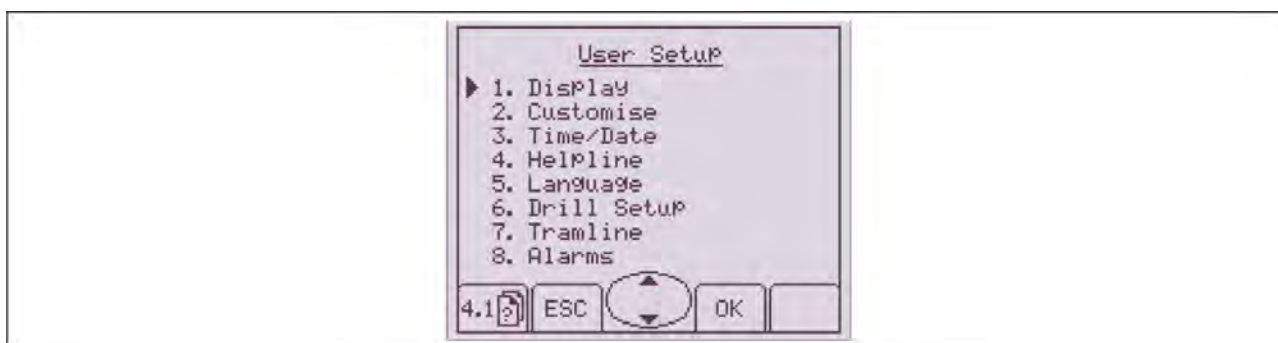 User Setup
1. Display
2. Customise
3. Time/Date
4. Helpline
5. Language
6. Drill Setup
7. Tramline
8. Alarms
4.1 ? ESC OK